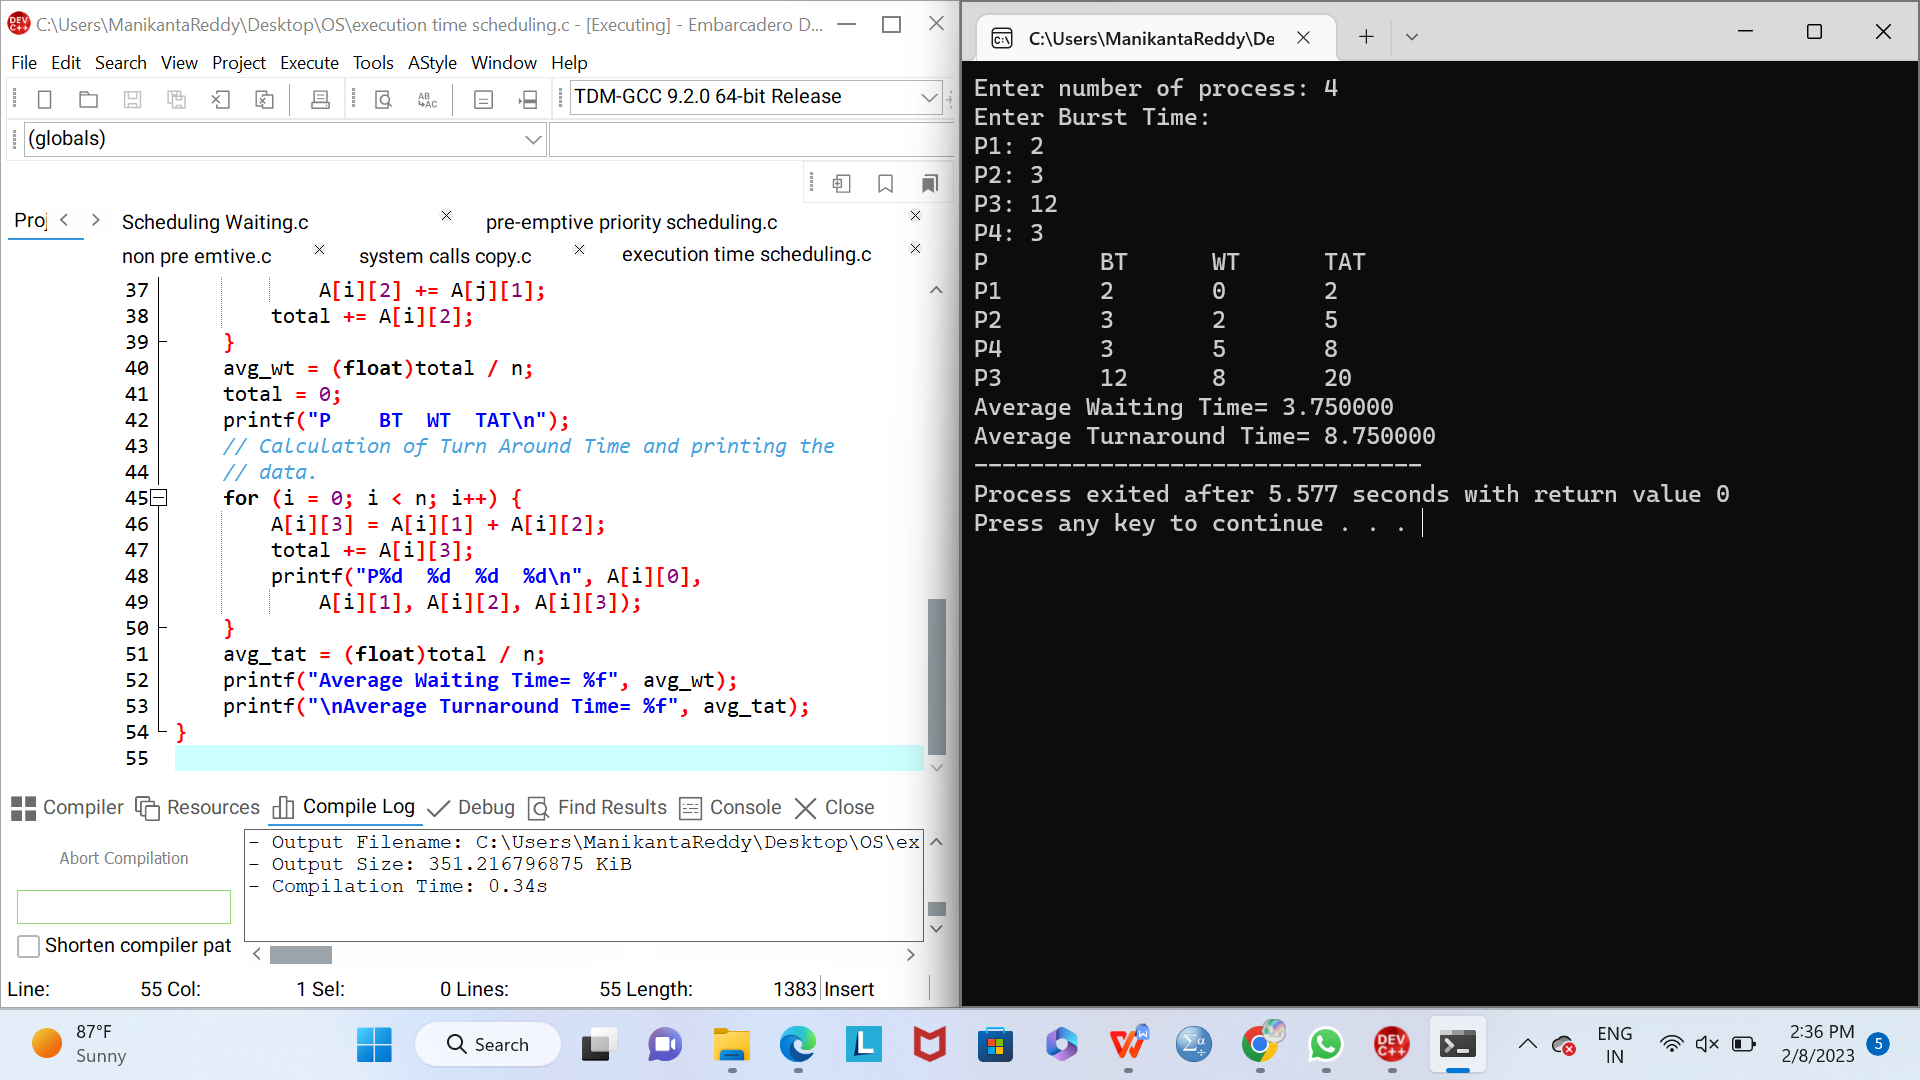 C:\Users\ManikantaReddy\Desktop\OS\execution time scheduling.c - [Executing] - Embarcadero D...
File Edit Search View Project Execute Tools AStyle Window Help
TDM-GCC 9.2.0 64-bit Release
(globals)
Proj
Scheduling Waiting.c pre-emptive priority scheduling.c
non pre emtive.c system calls copy.c execution time scheduling.c
37 A[i][2] += A[j][1];
38 total += A[i][2];
39 }
40 avg_wt = (float)total / n;
41 total = 0;
42 printf("P    BT  WT  TAT\n");
43 // Calculation of Turn Around Time and printing the
44 // data.
45 for (i = 0; i < n; i++) {
46 A[i][3] = A[i][1] + A[i][2];
47 total += A[i][3];
48 printf("P%d  %d  %d  %d\n", A[i][0],
49 A[i][1], A[i][2], A[i][3]);
50 }
51 avg_tat = (float)total / n;
52 printf("Average Waiting Time= %f", avg_wt);
53 printf("\nAverage Turnaround Time= %f", avg_tat);
54 }
55
Compiler Resources Compile Log Debug Find Results Console Close
Abort Compilation
Shorten compiler pat
- Output Filename: C:\Users\ManikantaReddy\Desktop\OS\ex
- Output Size: 351.216796875 KiB
- Compilation Time: 0.34s
Line: 55 Col: 1 Sel: 0 Lines: 55 Length: 1383 Insert
C:\Users\ManikantaReddy\De
Enter number of process: 4
Enter Burst Time:
P1: 2
P2: 3
P3: 12
P4: 3
P BT WT TAT
P1 2 0 2
P2 3 2 5
P4 3 5 8
P3 12 8 20
Average Waiting Time= 3.750000
Average Turnaround Time= 8.750000
--------------------------------
Process exited after 5.577 seconds with return value 0
Press any key to continue . . .
87°F
Sunny
Search
DEV
C++
ENG
IN
2:36 PM
2/8/2023
5